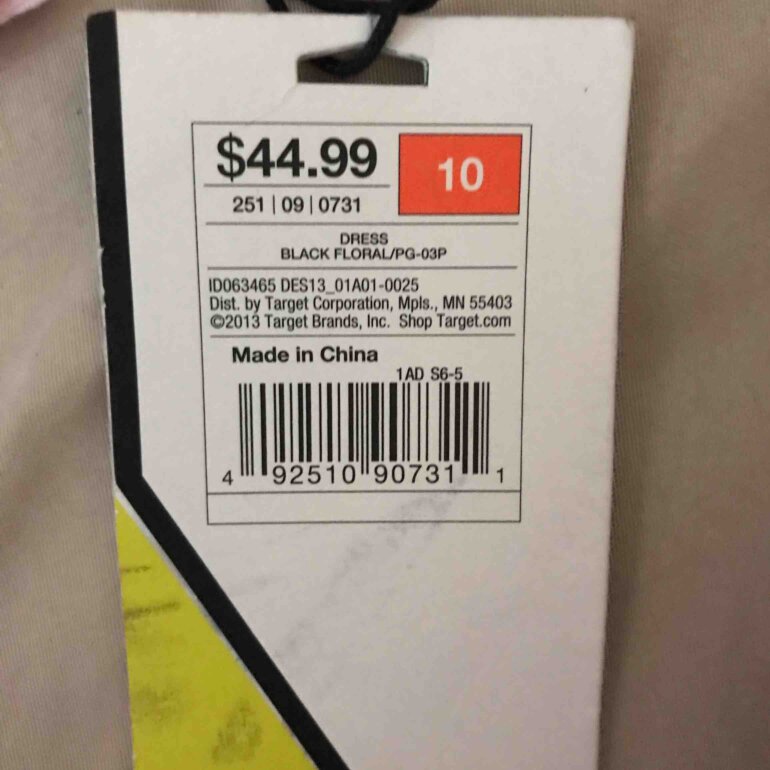 $44.99
10
251 | 09 | 0731
DRESS
BLACK FLORAL/PG-03P
ID063465 DES13_01A01-0025
Dist. by Target Corporation, Mpls., MN 55403
©2013 Target Brands, Inc. Shop Target.com
Made in China
1AD S6-5
4 92510 90731 1